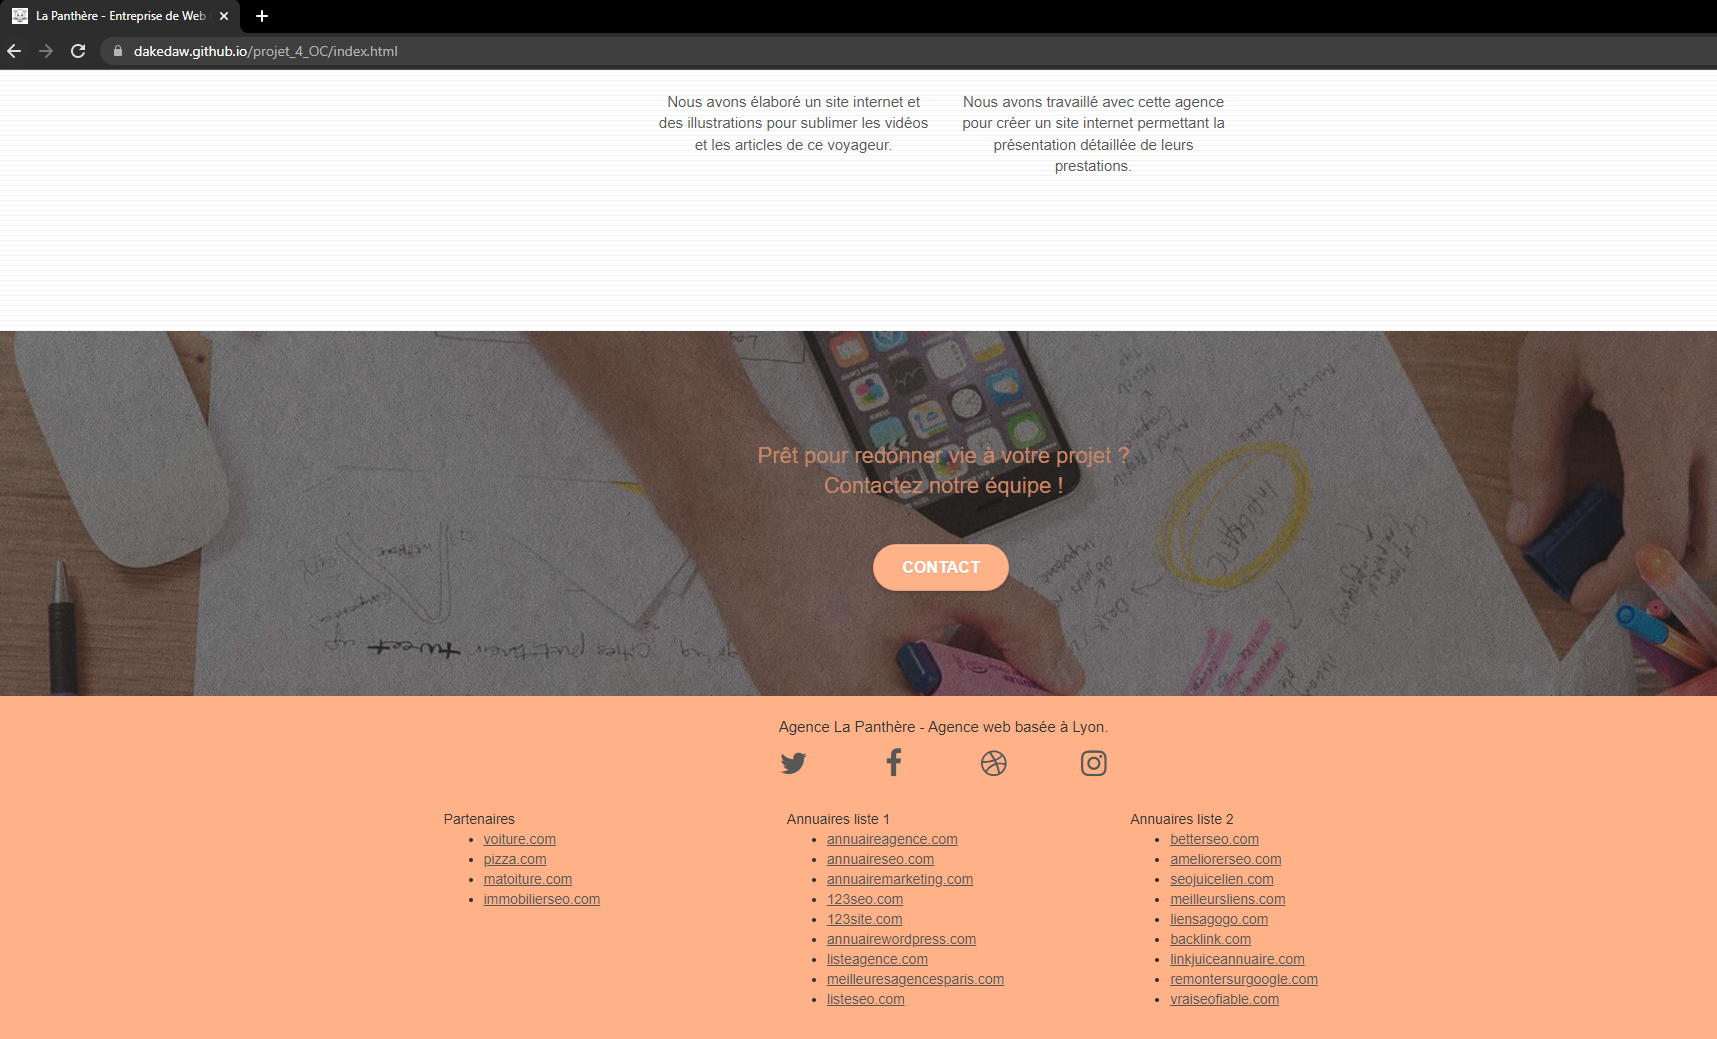 La Panthère - Entreprise de Web
dakedaw.github.io/projet_4_OC/index.html
Nous avons élaboré un site internet et
des illustrations pour sublimer les vidéos
et les articles de ce voyageur.
Nous avons travaillé avec cette agence
pour créer un site internet permettant la
présentation détaillée de leurs
prestations.
Prêt pour redonner vie à votre projet ?
Contactez notre équipe !
CONTACT
Agence La Panthère - Agence web basée à Lyon.
Partenaires
voiture.com
pizza.com
matoiture.com
immobilierseo.com
Annuaires liste 1
annuaireagence.com
annuaireseo.com
annuairemarketing.com
123seo.com
123site.com
annuairewordpress.com
listeagence.com
meilleuresagencesparis.com
listeseo.com
Annuaires liste 2
betterseo.com
ameliorerseo.com
seojuicelien.com
meilleursliens.com
liensagogo.com
backlink.com
linkjuiceannuaire.com
remontersurgoogle.com
vraiseofiable.com